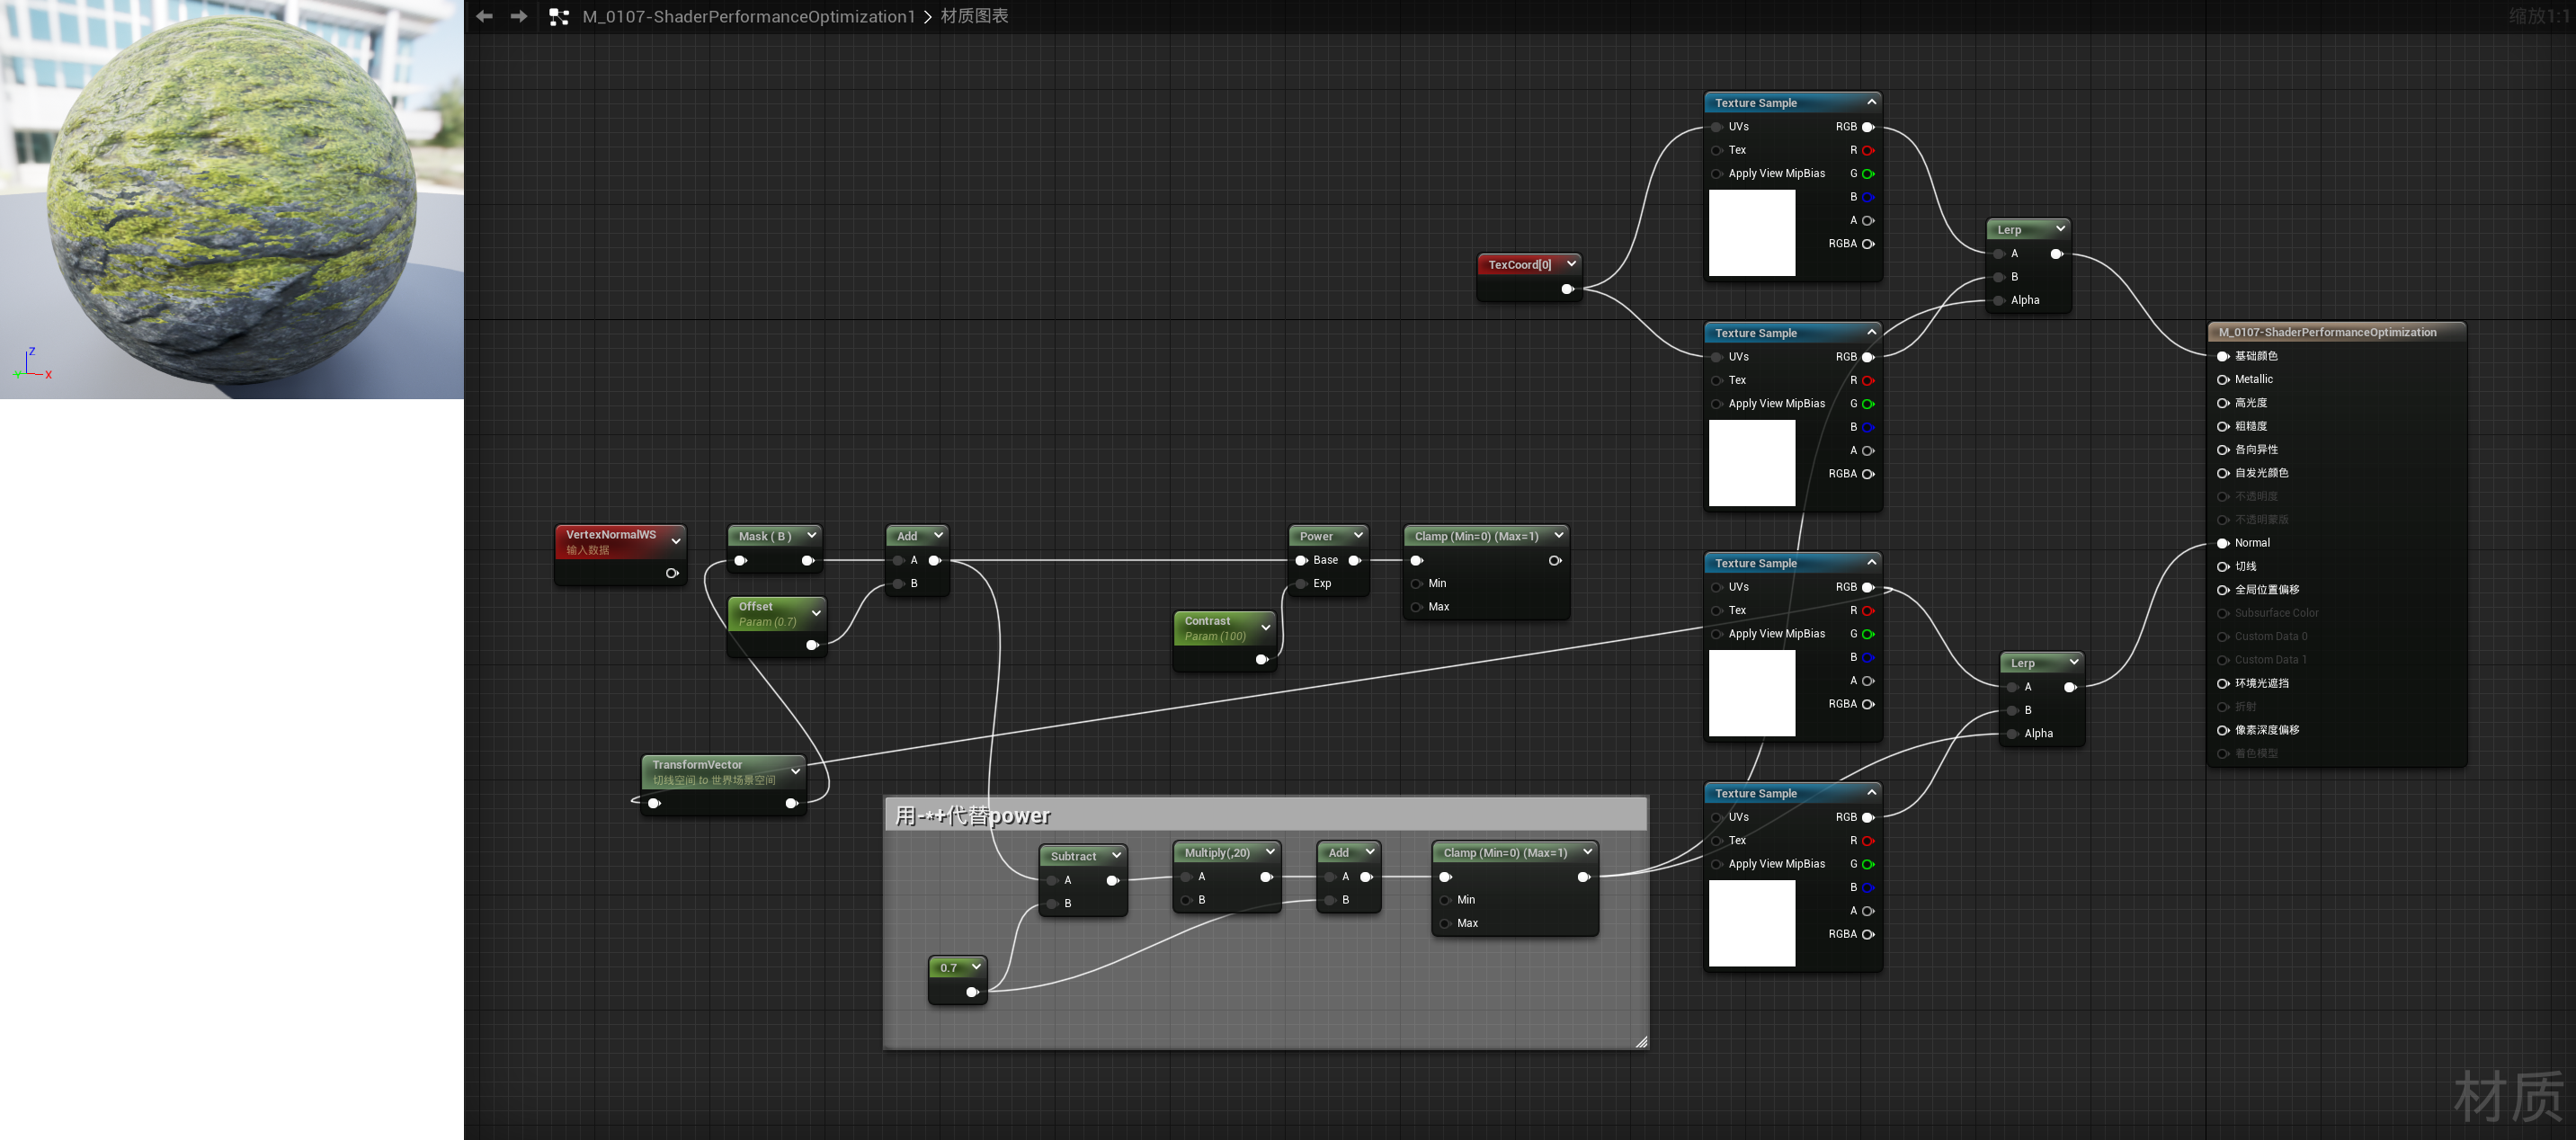 M_0107-ShaderPerformanceOptimization1 > 材质图表
缩放1:1
Z
Y
X
Texture Sample
UVs
RGB
Tex
R
Apply View MipBias
G
B
A
RGBA
TexCoord[0]
Lerp
A
B
Alpha
Texture Sample
UVs
RGB
Tex
R
Apply View MipBias
G
B
A
RGBA
M_0107-ShaderPerformanceOptimization
基础颜色
Metallic
高光度
粗糙度
各向异性
自发光颜色
不透明度
不透明蒙版
Normal
切线
全局位置偏移
Subsurface Color
Custom Data 0
Custom Data 1
环境光遮挡
折射
像素深度偏移
着色模型
VertexNormalWS
输入数据
Mask ( B )
Offset
Param (0.7)
Add
A
B
Power
Base
Exp
Contrast
Param (100)
Clamp (Min=0) (Max=1)
Min
Max
Texture Sample
UVs
RGB
Tex
R
Apply View MipBias
G
B
A
RGBA
Lerp
A
B
Alpha
TransformVector
切线空间 to 世界场景空间
用-*+代替power
Subtract
A
B
Multiply(,20)
A
B
Add
A
B
Clamp (Min=0) (Max=1)
Min
Max
0.7
Texture Sample
UVs
RGB
Tex
R
Apply View MipBias
G
B
A
RGBA
材质